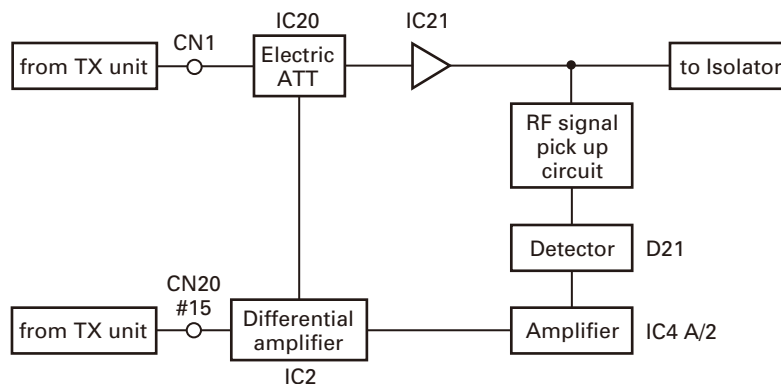 IC20
IC21
CN1
from TX unit
Electric
ATT
to Isolator
RF signal
pick up
circuit
Detector
D21
CN20
#15
from TX unit
Differential
amplifier
Amplifier
IC4 A/2
IC2